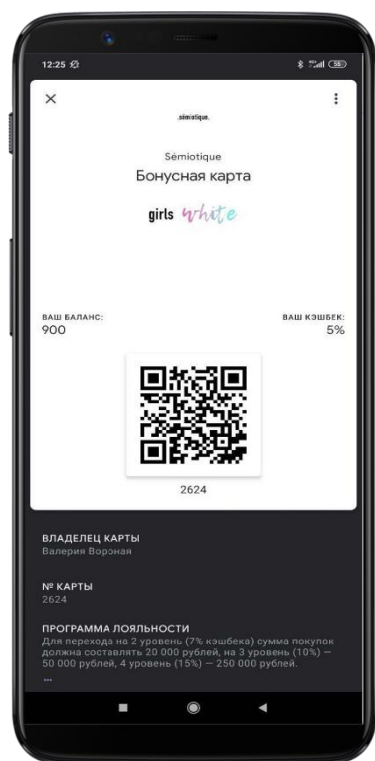 12:25
55
.sémiotique.
Sémiotique
Бонусная карта
girls white
ВАШ БАЛАНС:
900
ВАШ КЭШБЕК:
5%
2624
ВЛАДЕЛЕЦ КАРТЫ
Валерия Вороная
№ КАРТЫ
2624
ПРОГРАММА ЛОЯЛЬНОСТИ
Для перехода на 2 уровень (7% кэшбека) сумма покупок
должна составлять 20 000 рублей, на 3 уровень (10%) —
50 000 рублей, 4 уровень (15%) — 250 000 рублей.
...